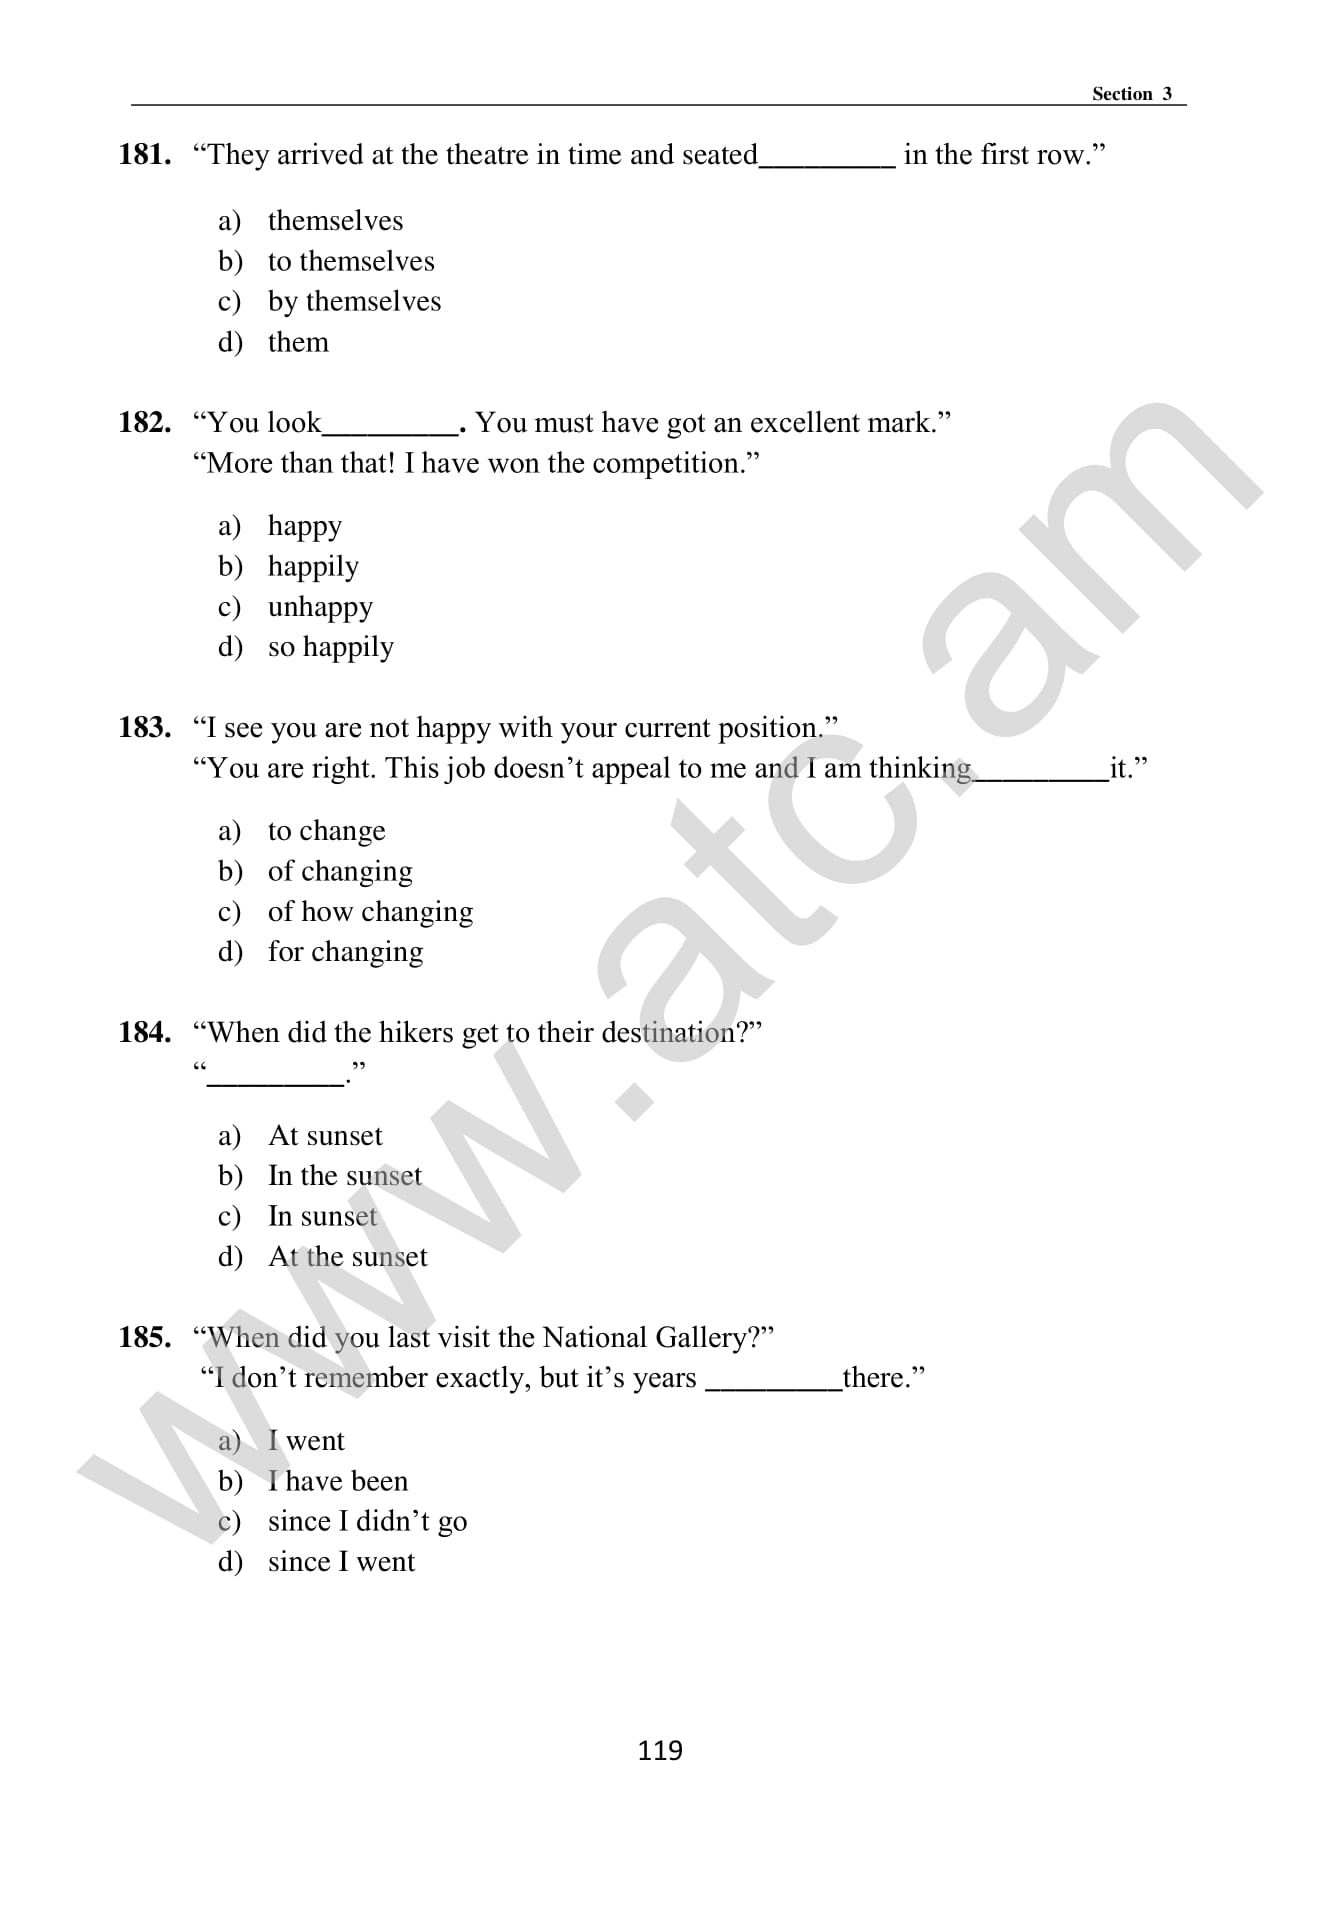 Section 3
181. “They arrived at the theatre in time and seated_________ in the first row.”
a) themselves
b) to themselves
c) by themselves
d) them
182. “You look_________. You must have got an excellent mark.”
“More than that! I have won the competition.”
a) happy
b) happily
c) unhappy
d) so happily
183. “I see you are not happy with your current position.”
“You are right. This job doesn’t appeal to me and I am thinking_________it.”
a) to change
b) of changing
c) of how changing
d) for changing
184. “When did the hikers get to their destination?”
“_________.”
a) At sunset
b) In the sunset
c) In sunset
d) At the sunset
185. “When did you last visit the National Gallery?”
“I don’t remember exactly, but it’s years _________there.”
a) I went
b) I have been
c) since I didn’t go
d) since I went
119
www.atc.am